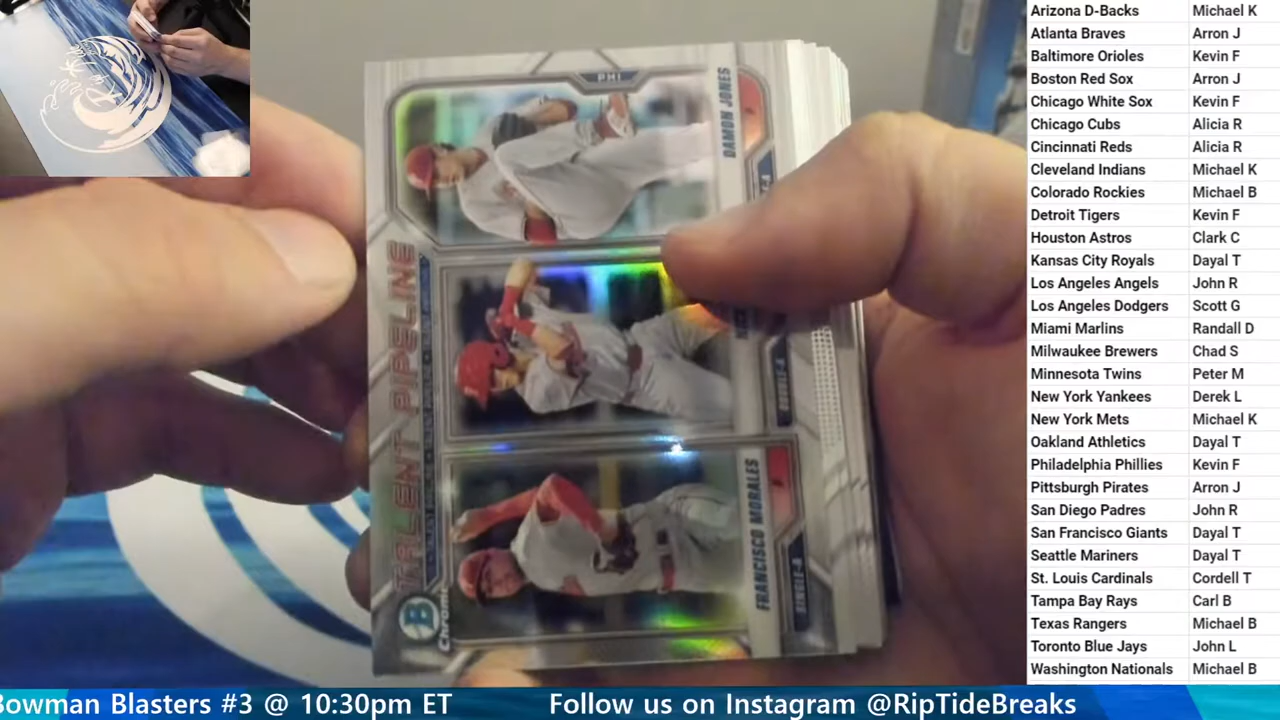 Arizona D-Backs Michael K
Atlanta Braves Arron J
Baltimore Orioles Kevin F
Boston Red Sox Arron J
Chicago White Sox Kevin F
Chicago Cubs Alicia R
Cincinnati Reds Alicia R
Cleveland Indians Michael K
Colorado Rockies Michael B
Detroit Tigers Kevin F
Houston Astros Clark C
Kansas City Royals Dayal T
Los Angeles Angels John R
Los Angeles Dodgers Scott G
Miami Marlins Randall D
Milwaukee Brewers Chad S
Minnesota Twins Peter M
New York Yankees Derek L
New York Mets Michael K
Oakland Athletics Dayal T
Philadelphia Phillies Kevin F
Pittsburgh Pirates Arron J
San Diego Padres John R
San Francisco Giants Dayal T
Seattle Mariners Dayal T
St. Louis Cardinals Cordell T
Tampa Bay Rays Carl B
Texas Rangers Michael B
Toronto Blue Jays John L
Washington Nationals Michael B
TALENT PIPELINE
B
Chrome
PHI
DAMON JONES
DOUBLE-A
FRANCISCO MORALES
SINGLE-A
Bowman Blasters #3 @ 10:30pm ET Follow us on Instagram @RipTideBreaks